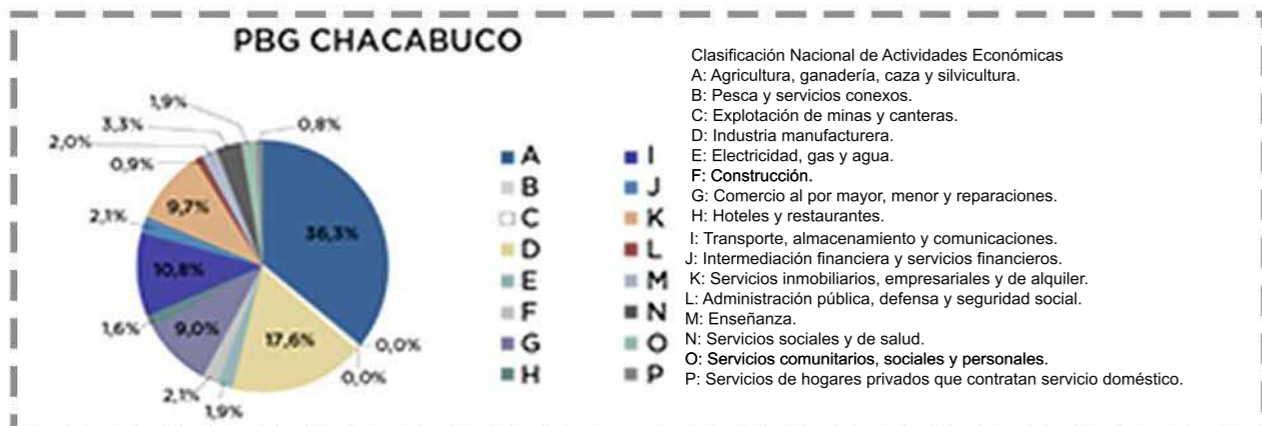 PBG CHACABUCO
1,9%
0,8%
3,3%
2,0%
0,9%
9,7%
36,3%
2,1%
10,8%
1,6%
9,0%
17,6%
0,0%
0,0%
2,1%
1,9%
A
B
C
D
E
F
G
H
I
J
K
L
M
N
O
P
Clasificación Nacional de Actividades Económicas
A: Agricultura, ganadería, caza y silvicultura.
B: Pesca y servicios conexos.
C: Explotación de minas y canteras.
D: Industria manufacturera.
E: Electricidad, gas y agua.
F: Construcción.
G: Comercio al por mayor, menor y reparaciones.
H: Hoteles y restaurantes.
I: Transporte, almacenamiento y comunicaciones.
J: Intermediación financiera y servicios financieros.
K: Servicios inmobiliarios, empresariales y de alquiler.
L: Administración pública, defensa y seguridad social.
M: Enseñanza.
N: Servicios sociales y de salud.
O: Servicios comunitarios, sociales y personales.
P: Servicios de hogares privados que contratan servicio doméstico.